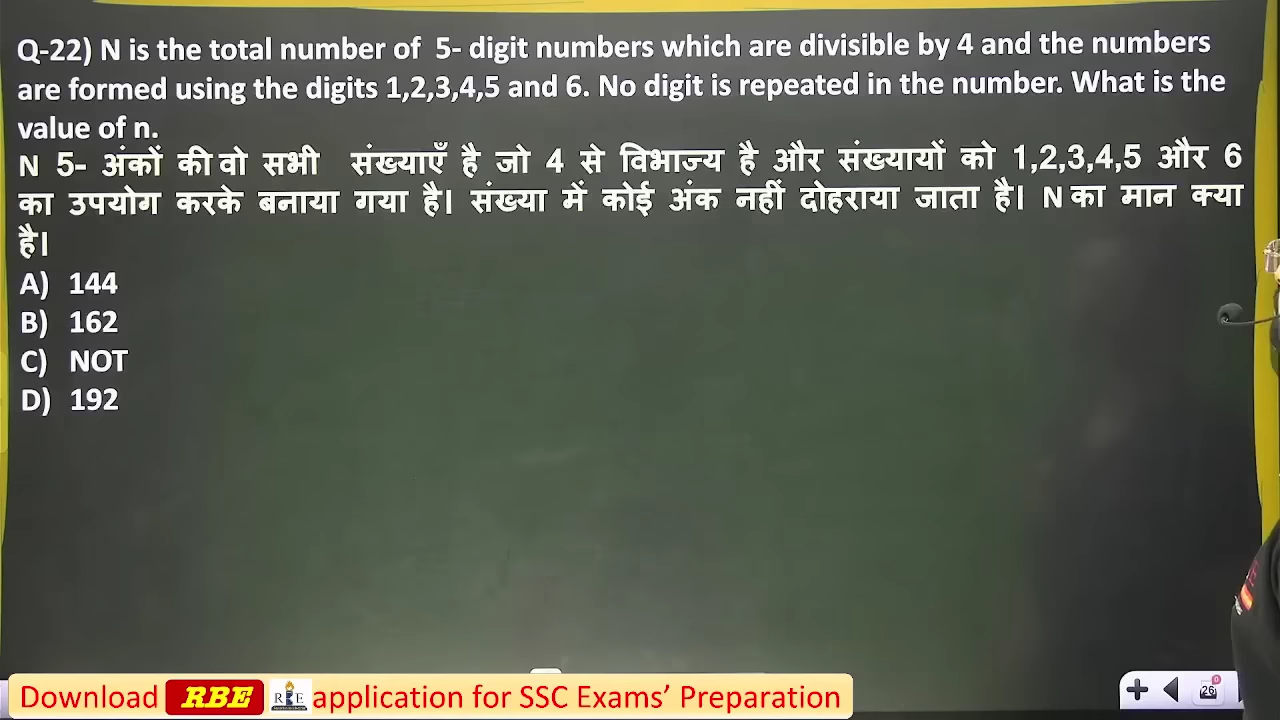 Q-22) N is the total number of 5- digit numbers which are divisible by 4 and the numbers
are formed using the digits 1,2,3,4,5 and 6. No digit is repeated in the number. What is the
value of n.
N 5- अंकों की वो सभी संख्याएँ है जो 4 से विभाज्य है और संख्यायों को 1,2,3,4,5 और 6
का उपयोग करके बनाया गया है। संख्या में कोई अंक नहीं दोहराया जाता है। N का मान क्या
है।
A) 144
B) 162
C) NOT
D) 192
Download RBE RBE application for SSC Exams’ Preparation
26
0